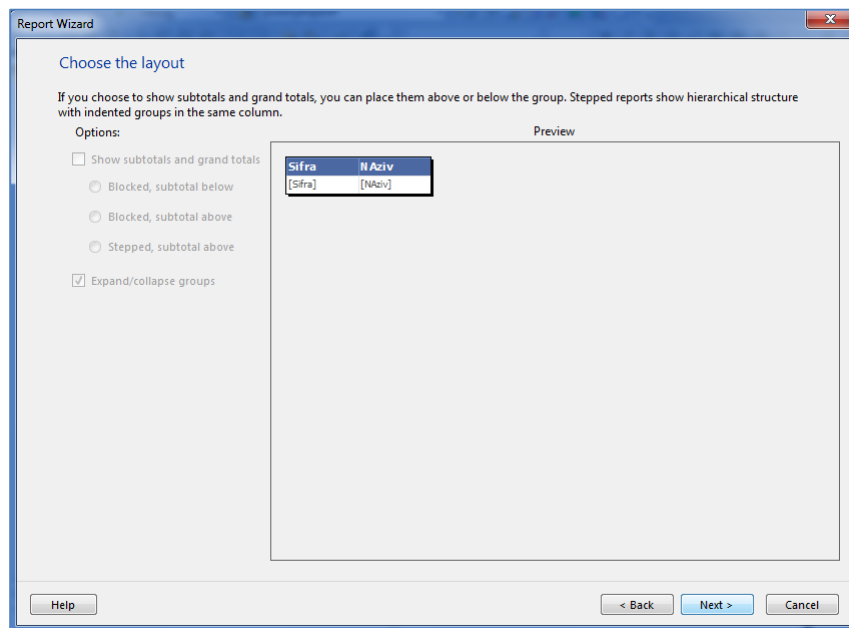 Report Wizard
Choose the layout
If you choose to show subtotals and grand totals, you can place them above or below the group. Stepped reports show hierarchical structure
with indented groups in the same column.
Options:
Preview
Show subtotals and grand totals
Blocked, subtotal below
Blocked, subtotal above
Stepped, subtotal above
Expand/collapse groups
Sifra NAziv
[Sifra] [NAziv]
Help
< Back
Next >
Cancel